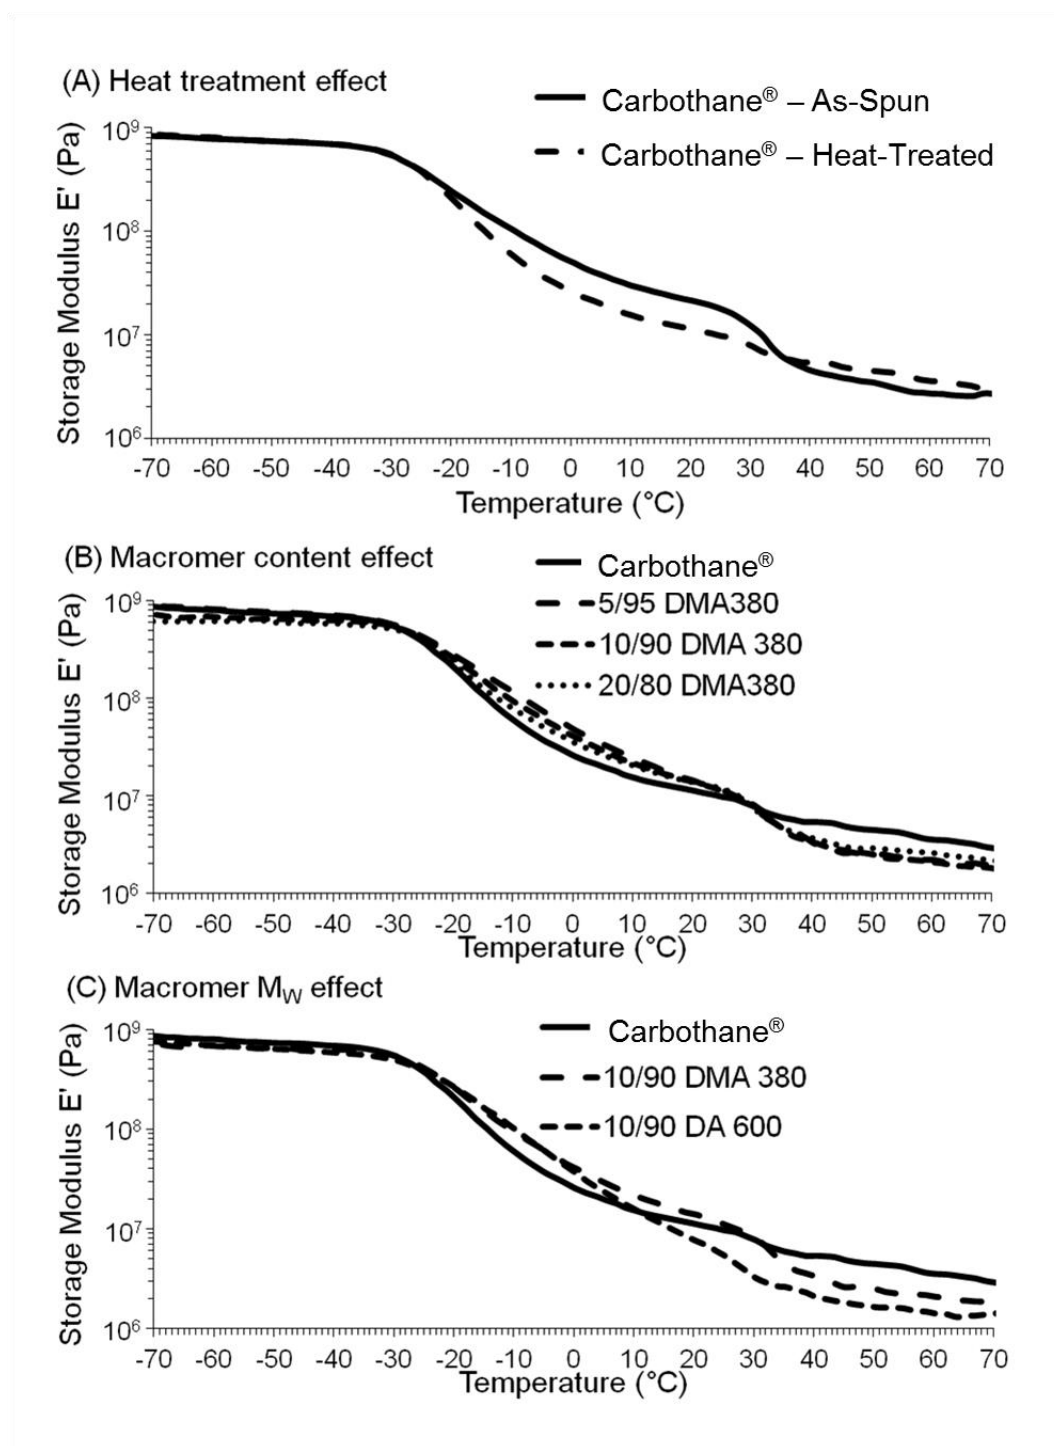 (A) Heat treatment effect
Carbothane® – As-Spun
Carbothane® – Heat-Treated
Storage Modulus E' (Pa)
10⁹
10⁸
10⁷
10⁶
-70 -60 -50 -40 -30 -20 -10 0 10 20 30 40 50 60 70
Temperature (°C)
(B) Macromer content effect
Carbothane®
5/95 DMA380
10/90 DMA 380
20/80 DMA380
Storage Modulus E' (Pa)
10⁹
10⁸
10⁷
10⁶
-70 -60 -50 -40 -30 -20 -10 0 10 20 30 40 50 60 70
Temperature (°C)
(C) Macromer M_W effect
Carbothane®
10/90 DMA 380
10/90 DA 600
Storage Modulus E' (Pa)
10⁹
10⁸
10⁷
10⁶
-70 -60 -50 -40 -30 -20 -10 0 10 20 30 40 50 60 70
Temperature (°C)